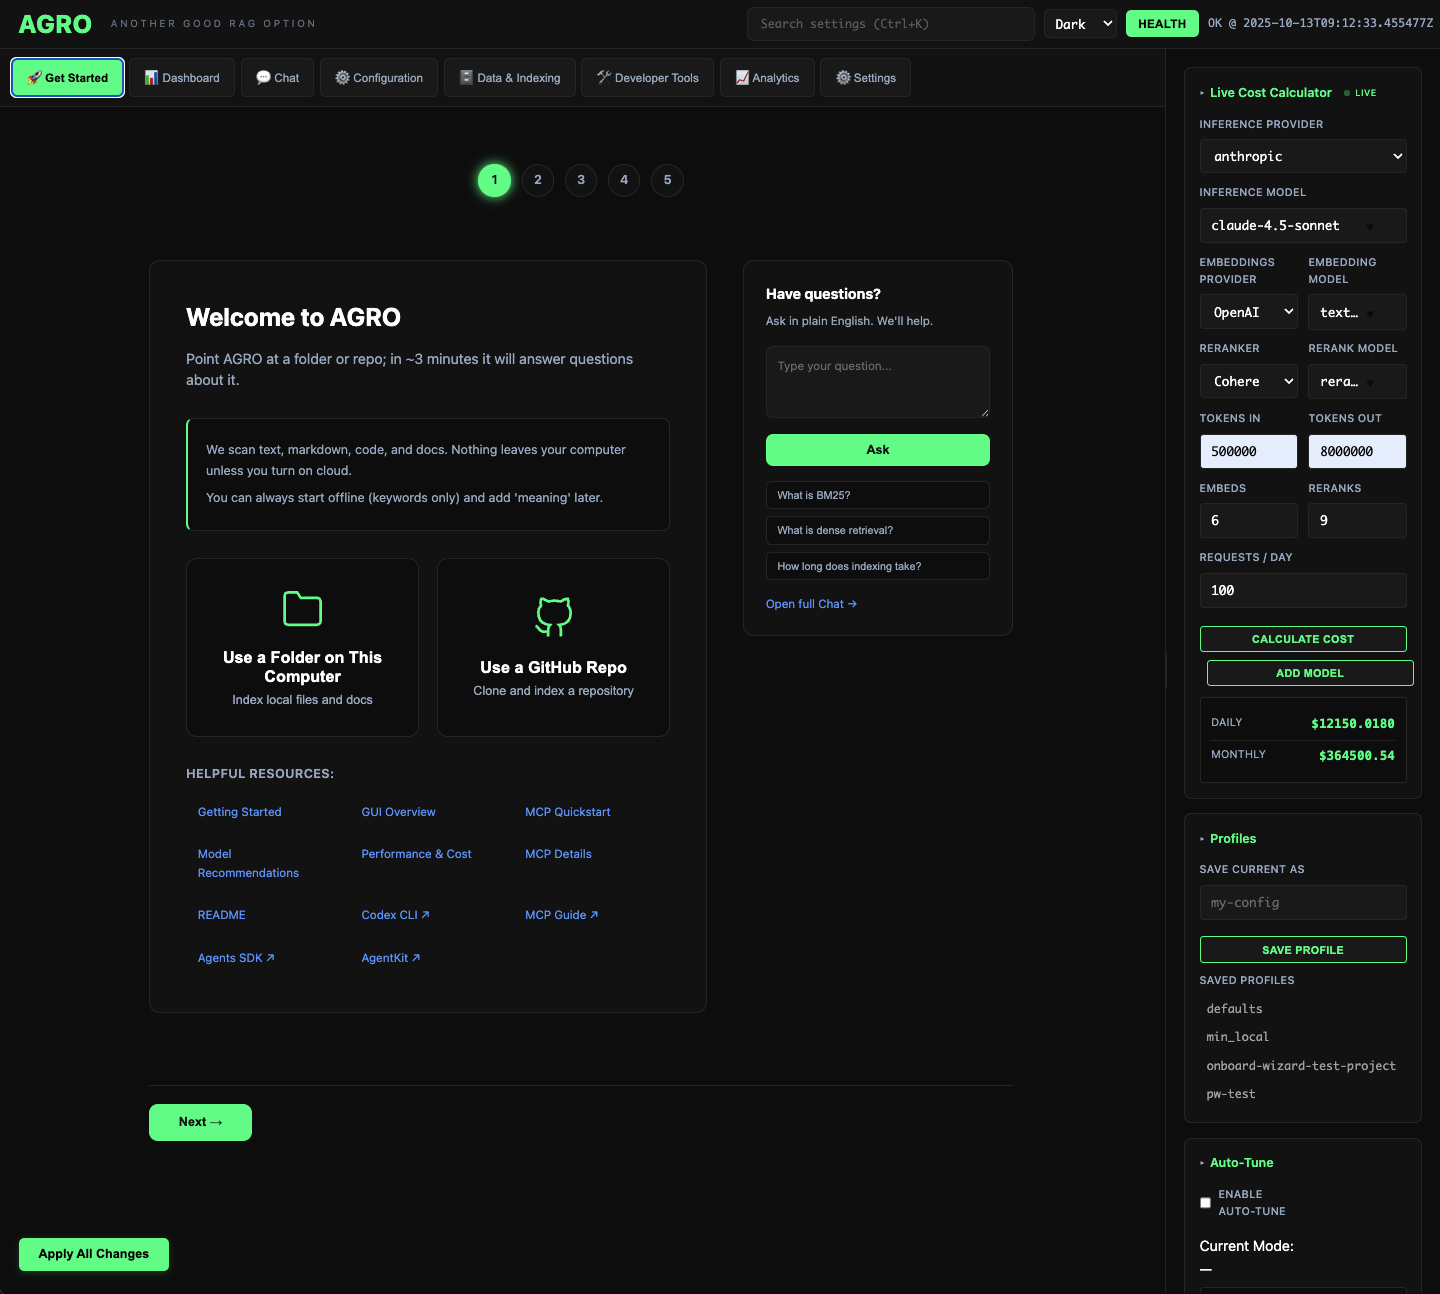 AGRO
ANOTHER GOOD RAG OPTION
Search settings (Ctrl+K)
Dark
HEALTH
OK @ 2025-10-13T09:12:33.455477Z
🚀 Get Started
📊 Dashboard
💬 Chat
⚙️ Configuration
🗄️ Data & Indexing
🛠️ Developer Tools
📈 Analytics
⚙️ Settings
1
2
3
4
5
Welcome to AGRO
Point AGRO at a folder or repo; in ~3 minutes it will answer questions
about it.
We scan text, markdown, code, and docs. Nothing leaves your computer
unless you turn on cloud.
You can always start offline (keywords only) and add 'meaning' later.
Use a Folder on This
Computer
Index local files and docs
Use a GitHub Repo
Clone and index a repository
HELPFUL RESOURCES:
Getting Started
GUI Overview
MCP Quickstart
Model
Recommendations
Performance & Cost
MCP Details
README
Codex CLI ↗
MCP Guide ↗
Agents SDK ↗
AgentKit ↗
Have questions?
Ask in plain English. We'll help.
Type your question...
Ask
What is BM25?
What is dense retrieval?
How long does indexing take?
Open full Chat →
Next →
Apply All Changes
Live Cost Calculator
LIVE
INFERENCE PROVIDER
anthropic
INFERENCE MODEL
claude-4.5-sonnet
EMBEDDINGS
PROVIDER
EMBEDDING
MODEL
OpenAI
text…
RERANKER
RERANK MODEL
Cohere
rera…
TOKENS IN
TOKENS OUT
500000
8000000
EMBEDS
RERANKS
6
9
REQUESTS / DAY
100
CALCULATE COST
ADD MODEL
DAILY
$12150.0180
MONTHLY
$364500.54
Profiles
SAVE CURRENT AS
my-config
SAVE PROFILE
SAVED PROFILES
defaults
min_local
onboard-wizard-test-project
pw-test
Auto-Tune
ENABLE
AUTO-TUNE
Current Mode:
—